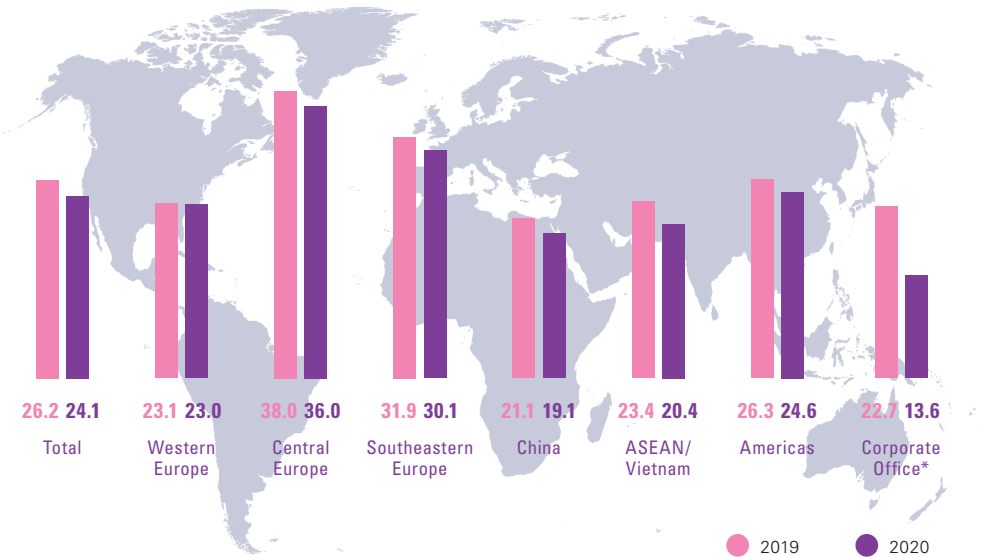 26.2 24.1 23.1 23.0 38.0 36.0 31.9 30.1 21.1 19.1 23.4 20.4 26.3 24.6 22.7 13.6
Total
Western
Europe
Central
Europe
Southeastern
Europe
China
ASEAN/
Vietnam
Americas
Corporate
Office*
2019 2020